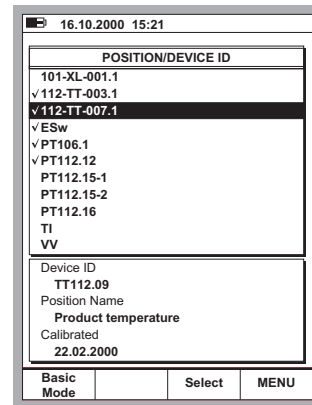 16.10.2000 15:21
POSITION/DEVICE ID
101-XL-001.1
√112-TT-003.1
√112-TT-007.1
√ESw
√PT106.1
√PT112.12
PT112.15-1
PT112.15-2
PT112.16
TI
VV
Device ID
TT112.09
Position Name
Product temperature
Calibrated
22.02.2000
Basic Mode Select MENU